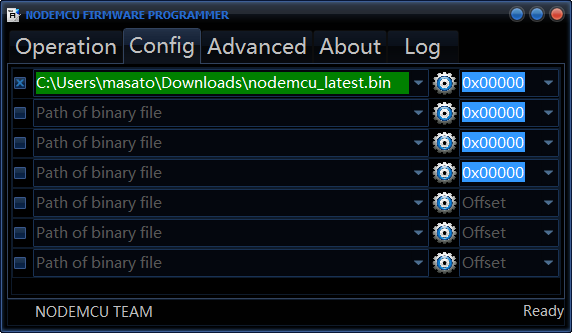 NODEMCU FIRMWARE PROGRAMMER
Operation Config Advanced About Log
C:\Users\masato\Downloads\nodemcu_latest.bin 0x00000
Path of binary file 0x00000
Path of binary file 0x00000
Path of binary file 0x00000
Path of binary file Offset
Path of binary file Offset
Path of binary file Offset
NODEMCU TEAM Ready